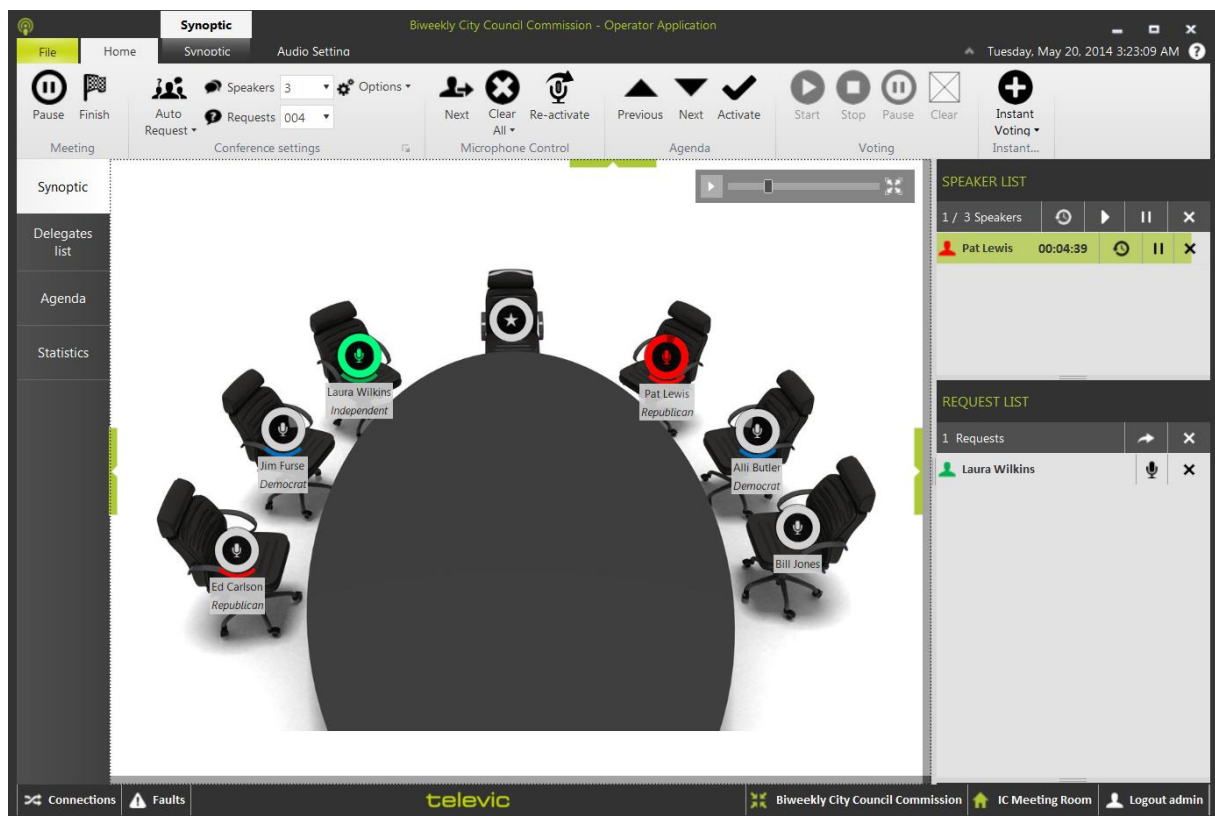 Synoptic
Biweekly City Council Commission - Operator Application
File
Home
Synoptic
Audio Setting
Tuesday, May 20, 2014 3:23:09 AM
?
Pause
Finish
Meeting
Auto
Request
Speakers 3
Requests 004
Options
Conference settings
Next
Clear
All
Re-activate
Microphone Control
Previous
Next
Activate
Agenda
Start
Stop
Pause
Clear
Voting
Instant
Voting
Instant...
Synoptic
Delegates
list
Agenda
Statistics
Laura Wilkins
Independent
Pat Lewis
Republican
Jim Furse
Democrat
Alli Butler
Democrat
Ed Carlson
Republican
Bill Jones
SPEAKER LIST
1 / 3 Speakers
Pat Lewis 00:04:39
REQUEST LIST
1 Requests
Laura Wilkins
Connections
Faults
televic
Biweekly City Council Commission
IC Meeting Room
Logout admin